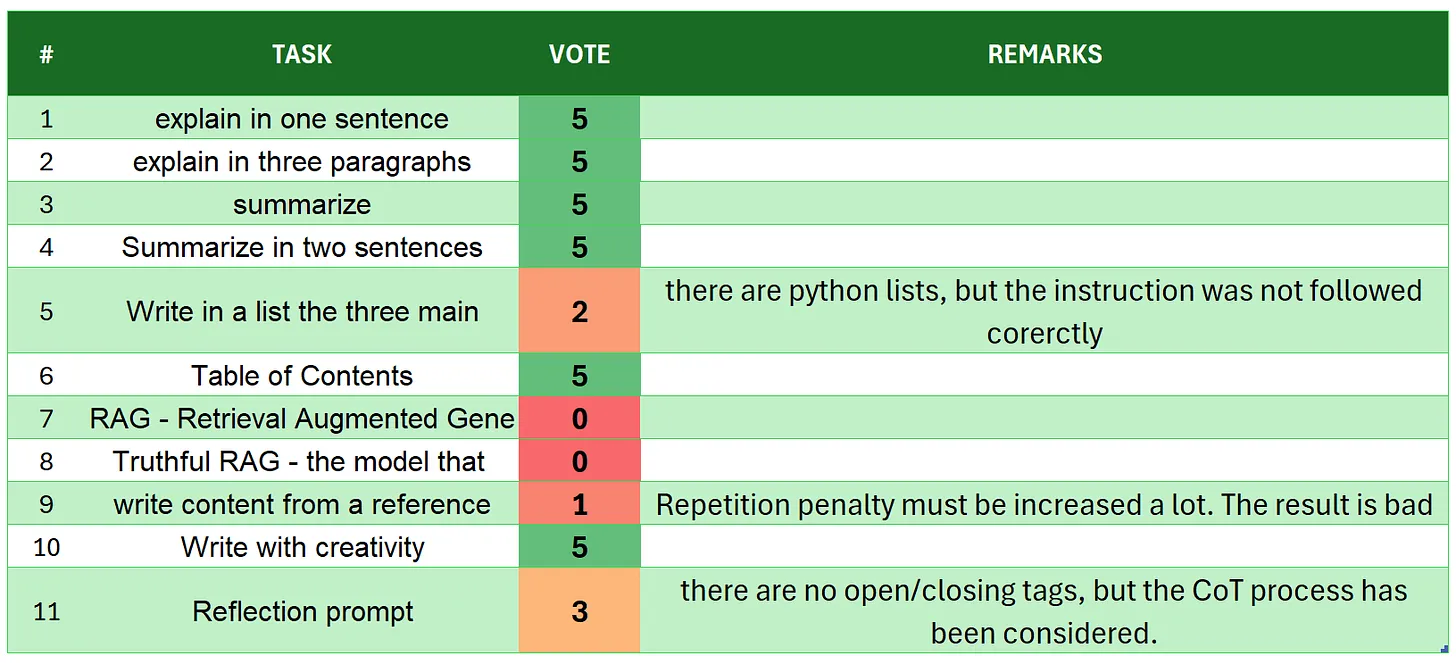 # TASK VOTE REMARKS
1 explain in one sentence 5
2 explain in three paragraphs 5
3 summarize 5
4 Summarize in two sentences 5
5 Write in a list the three main 2 there are python lists, but the instruction was not followed
corerctly
6 Table of Contents 5
7 RAG - Retrieval Augmented Gene 0
8 Truthful RAG - the model that 0
9 write content from a reference 1 Repetition penalty must be increased a lot. The result is bad
10 Write with creativity 5
11 Reflection prompt 3 there are no open/closing tags, but the CoT process has
been considered.